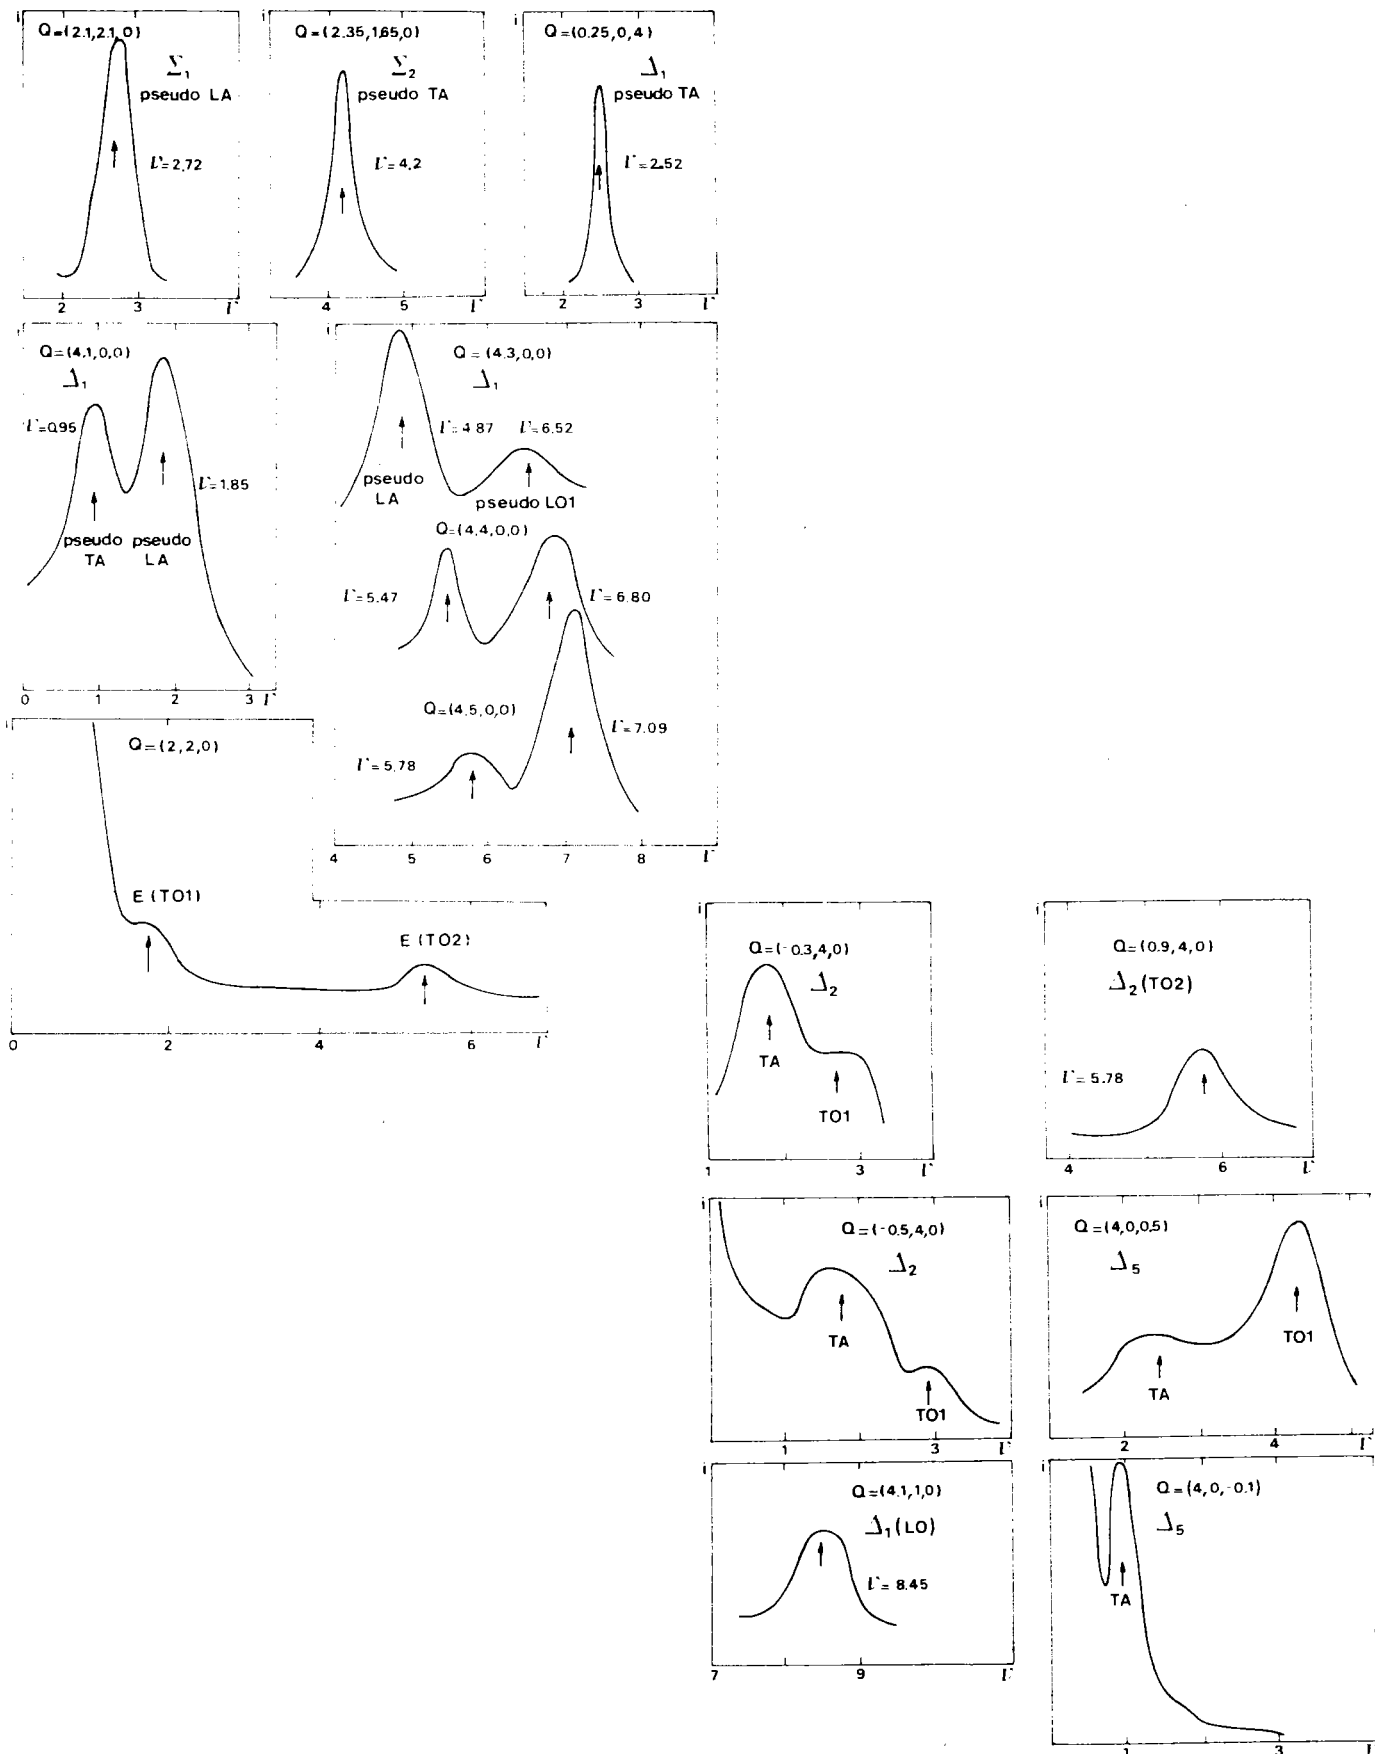 i
Q=(2.1,2.1,0)
Σ₁
pseudo LA
ν=2.72
2 3 ν
i
Q=(2.35,1.65,0)
Σ₂
pseudo TA
ν=4.2
4 5 ν
i
Q=(0.25,0,4)
Δ₁
pseudo TA
ν=2.52
2 3 ν
Q=(4.1,0,0)
Δ₁
ν=0.95
ν=1.85
pseudo pseudo
TA LA
0 1 2 3 ν
i
Q=(4.3,0,0)
Δ₁
ν=4.87 ν=6.52
pseudo
LA
pseudo LO1
Q=(4.4,0,0)
ν=5.47
ν=6.80
Q=(4.5,0,0)
ν=7.09
ν=5.78
4 5 6 7 8 ν
i
Q=(2,2,0)
E (TO1)
E (TO2)
0 2 4 6 ν
i
Q=(-0.3,4,0)
Δ₂
TA
TO1
1 3 ν
i
Q=(0.9,4,0)
Δ₂(TO2)
ν=5.78
4 6 ν
i
Q=(-0.5,4,0)
Δ₂
TA
TO1
1 3 ν
i
Q=(4,0,0.5)
Δ₅
TO1
TA
2 4 ν
i
Q=(4.1,1,0)
Δ₁(LO)
ν=8.45
7 9 ν
i
Q=(4,0,-0.1)
Δ₅
TA
1 3 ν